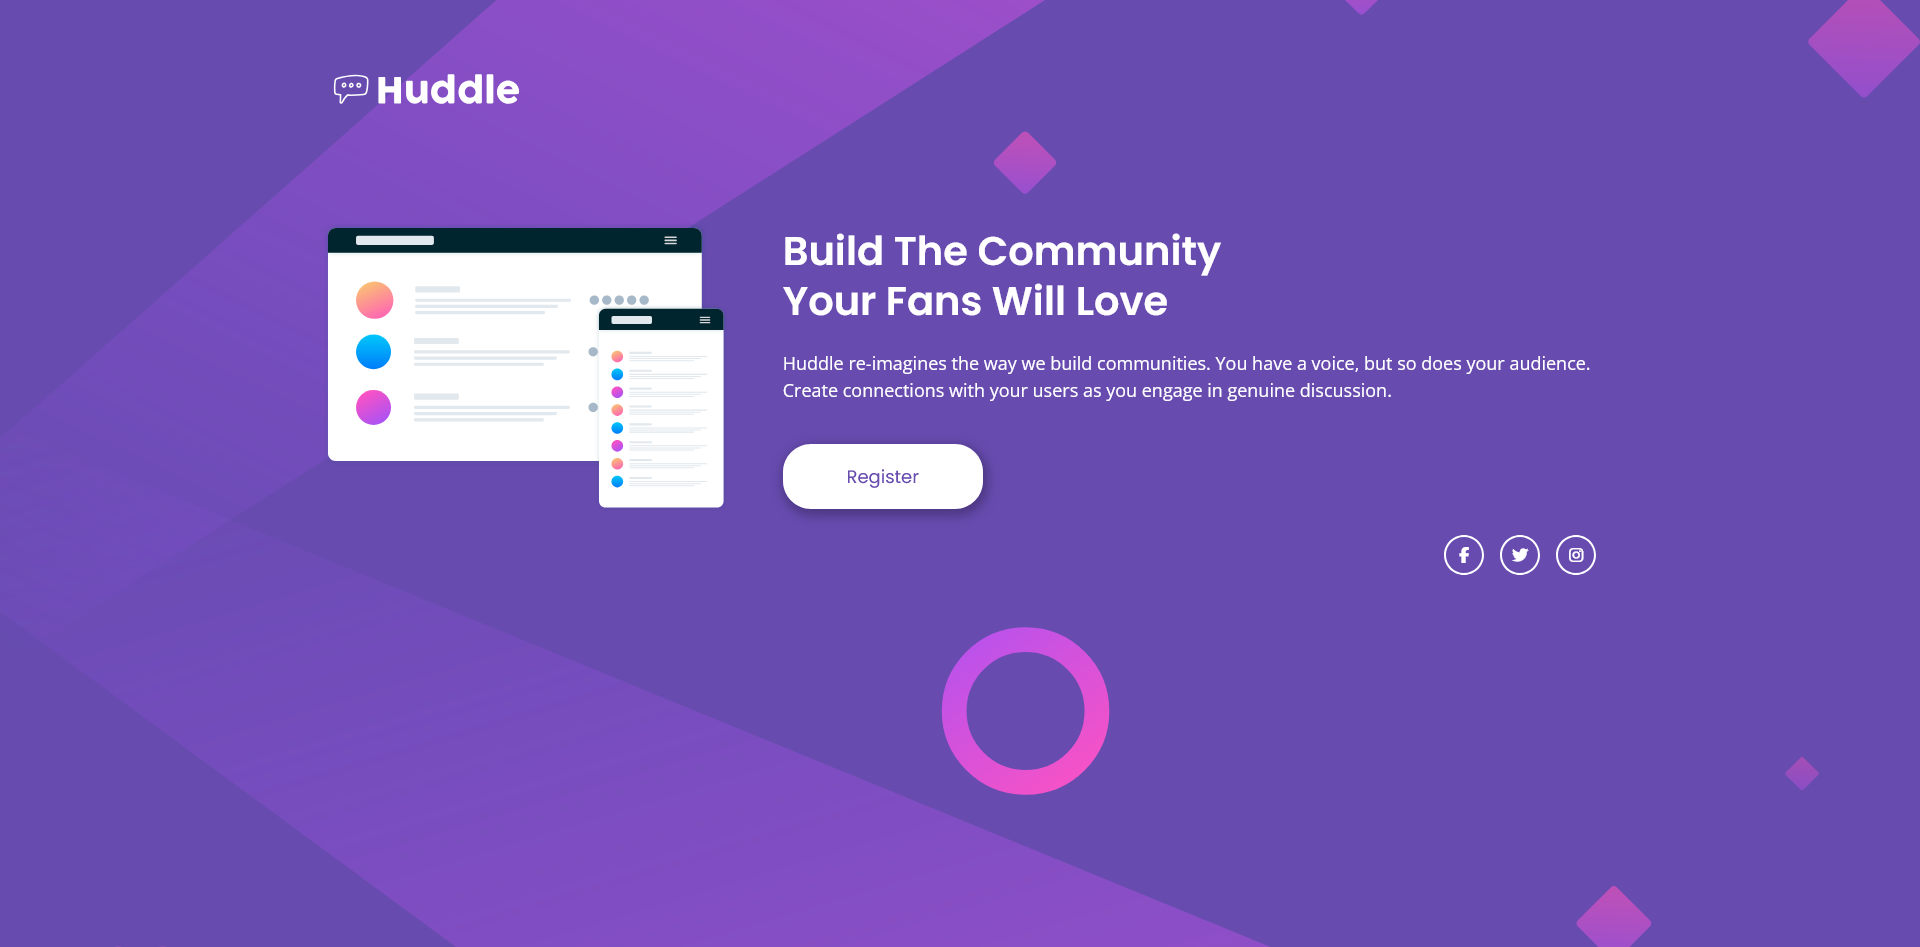 Huddle
Build The Community
Your Fans Will Love
Huddle re-imagines the way we build communities. You have a voice, but so does your audience.
Create connections with your users as you engage in genuine discussion.
Register